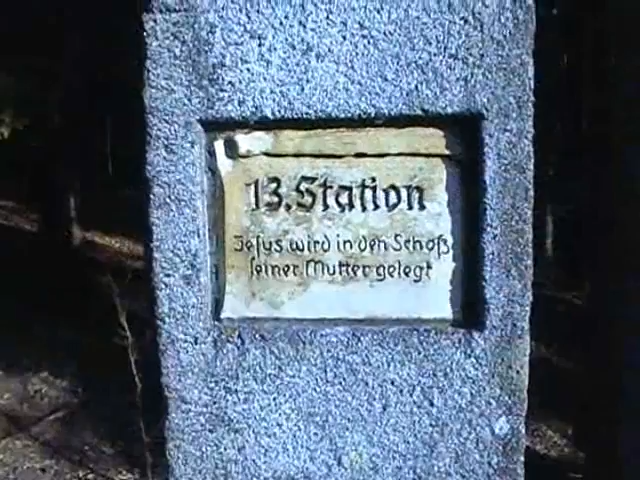 13. Station
Jesus wird in den Schoß
seiner Mutter gelegt